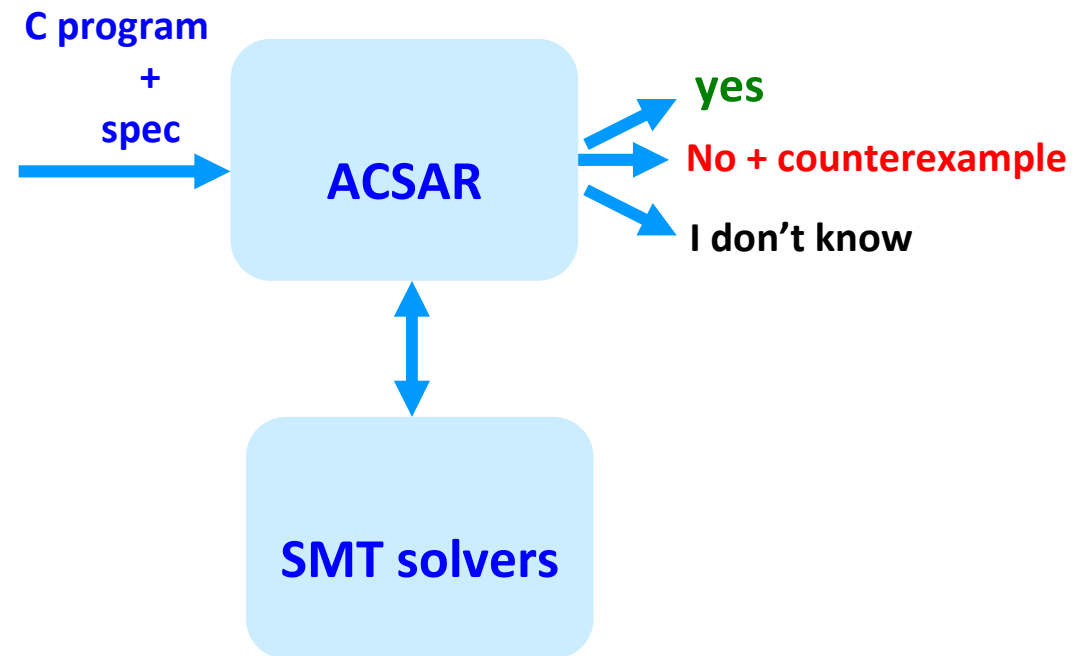 C program
+
spec
ACSAR
yes
No + counterexample
I don’t know
SMT solvers